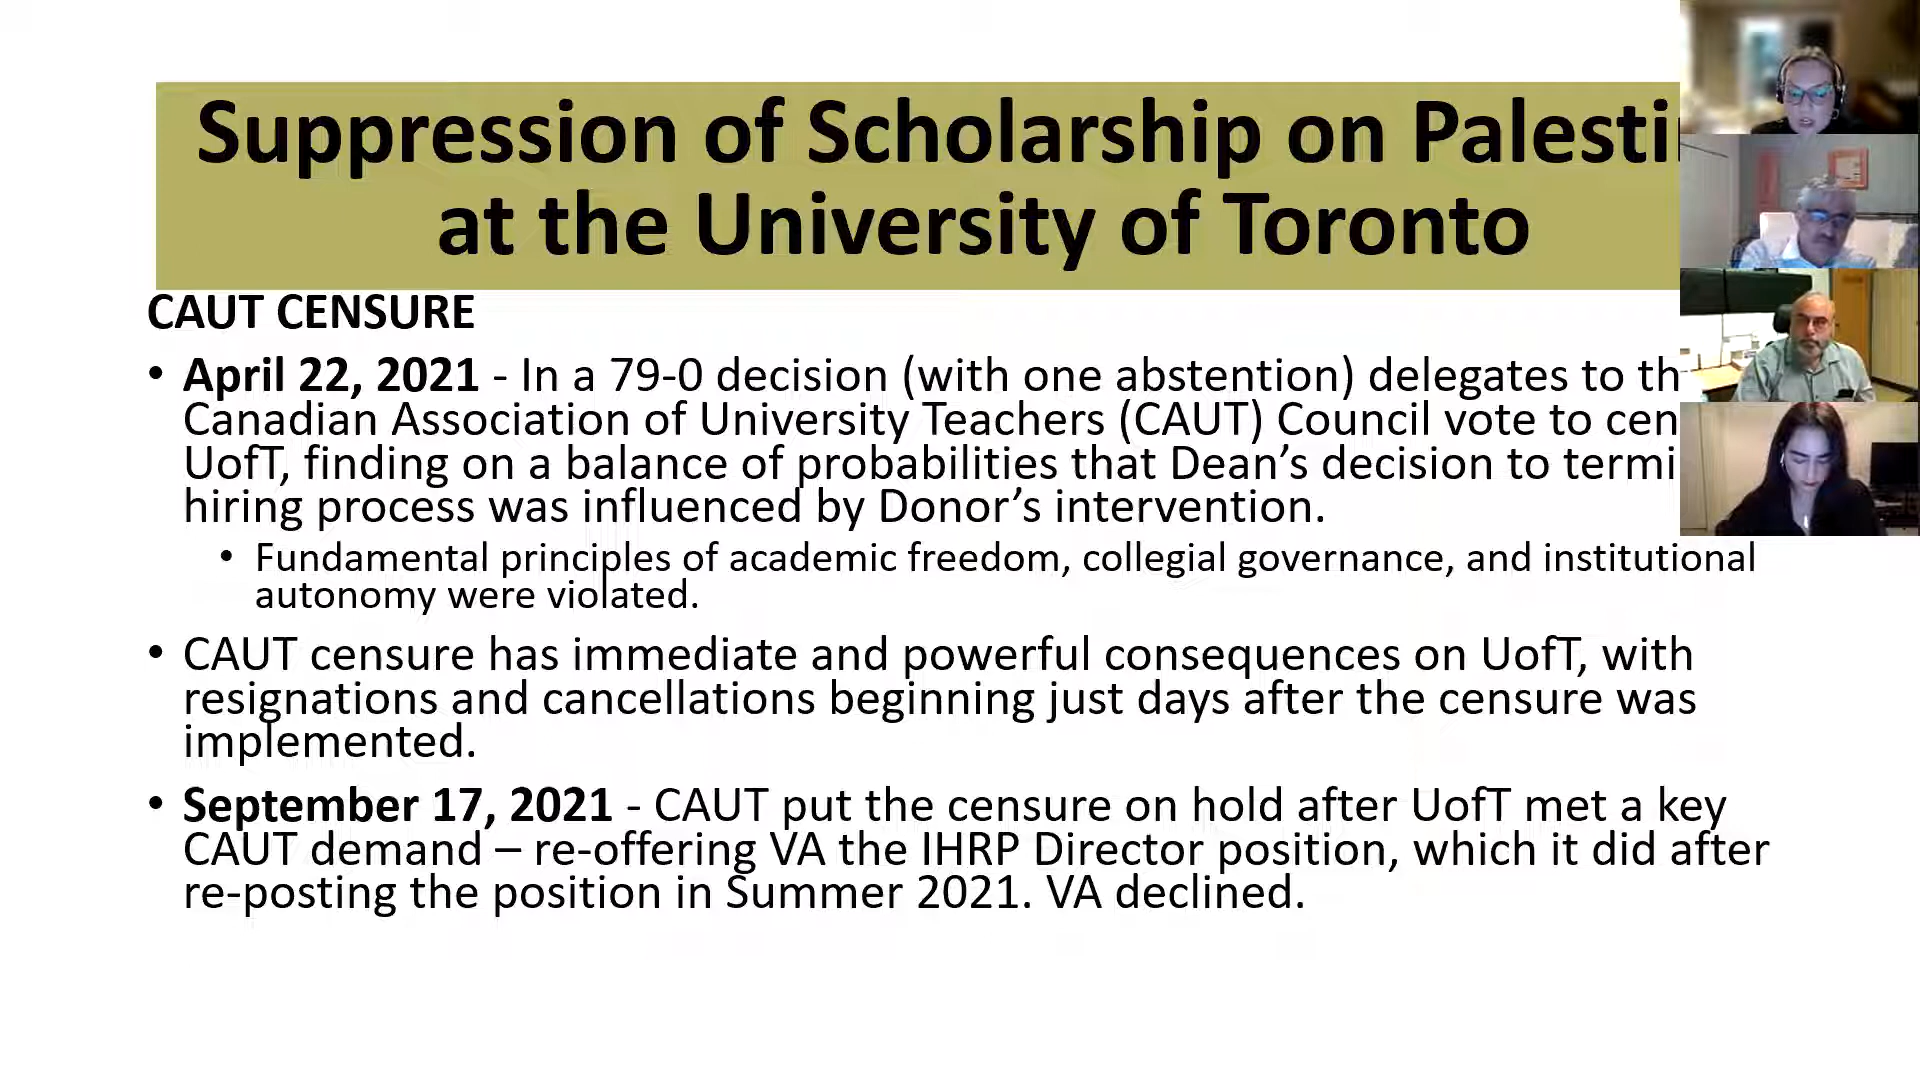 Suppression of Scholarship on
at the University of Toronto
CAUT CENSURE
• April 22, 2021 - In a 79-0 decision (with one abstention) delegates to
Canadian Association of University Teachers (CAUT) Council vote to
UofT, finding on a balance of probabilities that Dean’s decision to
hiring process was influenced by Donor’s intervention.
• Fundamental principles of academic freedom, collegial governance, and institutional
autonomy were violated.
• CAUT censure has immediate and powerful consequences on UofT, with
resignations and cancellations beginning just days after the censure was
implemented.
• September 17, 2021 - CAUT put the censure on hold after UofT met a key
CAUT demand – re-offering VA the IHRP Director position, which it did after
re-posting the position in Summer 2021. VA declined.